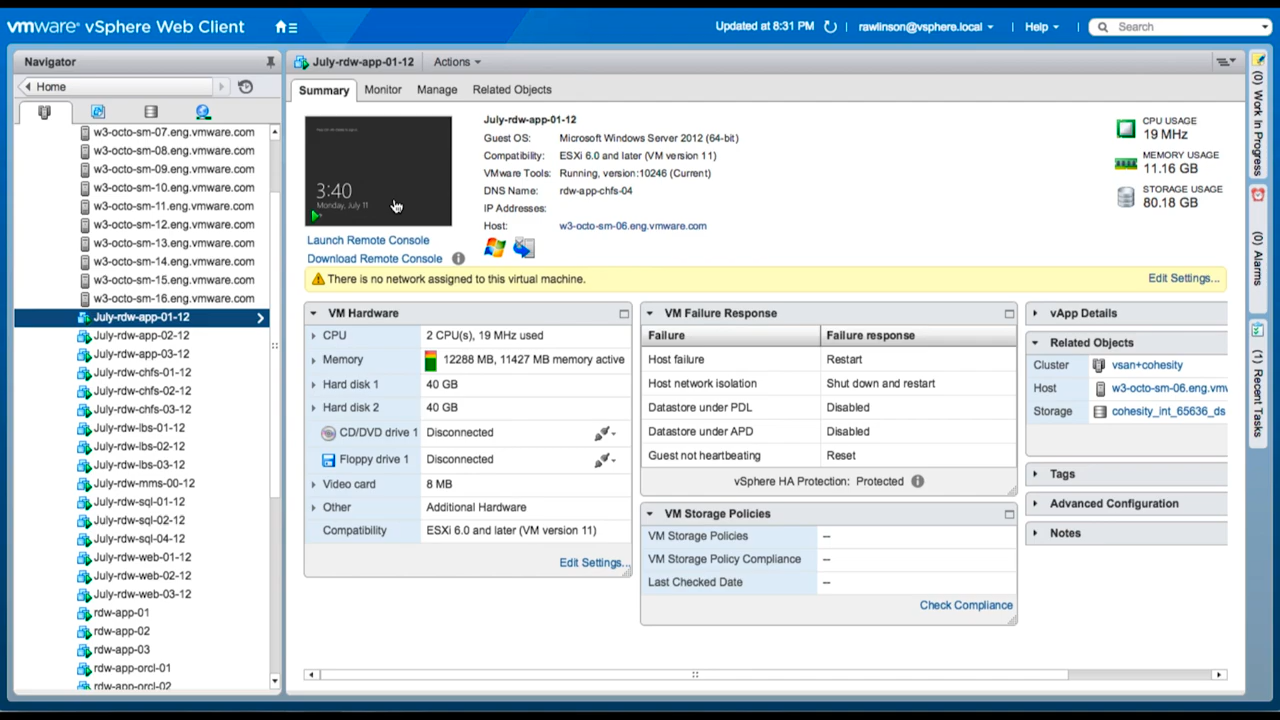 vmware® vSphere Web Client
Updated at 8:31 PM
rawlinson@vsphere.local
Help
Search
Navigator
Home
w3-octo-sm-07.eng.vmware.com
w3-octo-sm-08.eng.vmware.com
w3-octo-sm-09.eng.vmware.com
w3-octo-sm-10.eng.vmware.com
w3-octo-sm-11.eng.vmware.com
w3-octo-sm-12.eng.vmware.com
w3-octo-sm-13.eng.vmware.com
w3-octo-sm-14.eng.vmware.com
w3-octo-sm-15.eng.vmware.com
w3-octo-sm-16.eng.vmware.com
July-rdw-app-01-12
July-rdw-app-02-12
July-rdw-app-03-12
July-rdw-chfs-01-12
July-rdw-chfs-02-12
July-rdw-chfs-03-12
July-rdw-lbs-01-12
July-rdw-lbs-02-12
July-rdw-lbs-03-12
July-rdw-mms-00-12
July-rdw-sql-01-12
July-rdw-sql-02-12
July-rdw-sql-04-12
July-rdw-web-01-12
July-rdw-web-02-12
July-rdw-web-03-12
rdw-app-01
rdw-app-02
rdw-app-03
rdw-app-orcl-01
rdw-app-orcl-02
July-rdw-app-01-12
Actions
Summary
Monitor
Manage
Related Objects
3:40
Monday, July 11
Launch Remote Console
Download Remote Console
July-rdw-app-01-12
Guest OS: Microsoft Windows Server 2012 (64-bit)
Compatibility: ESXi 6.0 and later (VM version 11)
VMware Tools: Running, version:10246 (Current)
DNS Name: rdw-app-chfs-04
IP Addresses:
Host: w3-octo-sm-06.eng.vmware.com
CPU USAGE
19 MHz
MEMORY USAGE
11.16 GB
STORAGE USAGE
80.18 GB
There is no network assigned to this virtual machine.
Edit Settings...
VM Hardware
CPU 2 CPU(s), 19 MHz used
Memory 12288 MB, 11427 MB memory active
Hard disk 1 40 GB
Hard disk 2 40 GB
CD/DVD drive 1 Disconnected
Floppy drive 1 Disconnected
Video card 8 MB
Other Additional Hardware
Compatibility ESXi 6.0 and later (VM version 11)
Edit Settings...
VM Failure Response
Failure Failure response
Host failure Restart
Host network isolation Shut down and restart
Datastore under PDL Disabled
Datastore under APD Disabled
Guest not heartbeating Reset
vSphere HA Protection: Protected
VM Storage Policies
VM Storage Policies --
VM Storage Policy Compliance --
Last Checked Date --
Check Compliance
vApp Details
Related Objects
Cluster vsan+cohesity
Host w3-octo-sm-06.eng.vmv
Storage cohesity_int_65636_ds
Tags
Advanced Configuration
Notes
(0) Work In Progress
(0) Alarms
(1) Recent Tasks